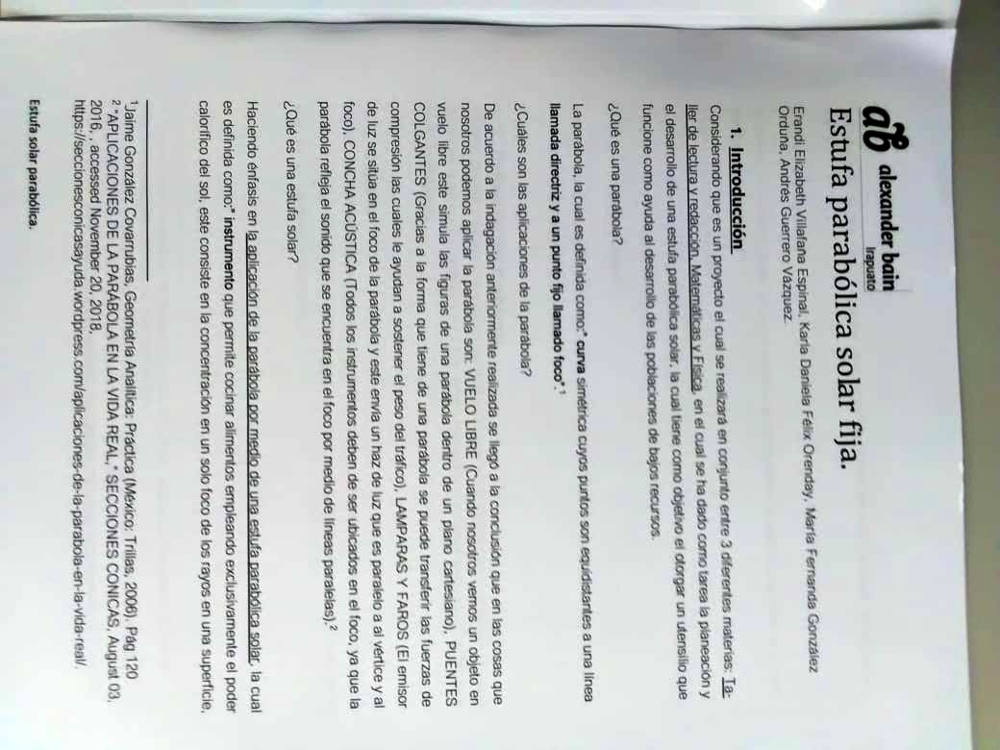 alexander bain
Irapuato
Estufa parabólica solar fija.
Erandi Elizabeth Villafaña Espinal, Karla Daniela Félix Orenday, María Fernanda González
Orduña, Andrés Guerrero Vázquez
1. Introducción
Considerando que es un proyecto el cual se realizará en conjunto entre 3 diferentes materias: Ta-
ller de lectura y redacción, Matemáticas y Física, en el cual se ha dado como tarea la planeación y
el desarrollo de una estufa parabólica solar, la cual tiene como objetivo el otorgar un utensilio que
funcione como ayuda al desarrollo de las poblaciones de bajos recursos.
¿Qué es una parábola?
La parábola, la cual es definida como:" curva simétrica cuyos puntos son equidistantes a una línea
llamada directriz y a un punto fijo llamado foco".1
¿Cuáles son las aplicaciones de la parábola?
De acuerdo a la indagación anteriormente realizada se llego a la conclusión que en las cosas que
nosotros podemos aplicar la parábola son: VUELO LIBRE (Cuando nosotros vemos un objeto en
vuelo libre este simula las figuras de una parábola dentro de un plano cartesiano), PUENTES
COLGANTES (Gracias a la forma que tiene de una parábola se puede transferir las fuerzas de
compresión las cuales le ayudan a sostener el peso del tráfico), LAMPARAS Y FAROS (El emisor
de luz se sitúa en el foco de la parábola y este envía un haz de luz que es paralelo a al vértice y al
foco), CONCHA ACÚSTICA (Todos los instrumentos deben de ser ubicados en el foco, ya que la
parábola refleja el sonido que se encuentra en el foco por medio de líneas paralelas).2
¿Qué es una estufa solar?
Haciendo énfasis en la aplicación de la parábola por medio de una estufa parabólica solar, la cual
es definida como:" instrumento que permite cocinar alimentos empleando exclusivamente el poder
calorífico del sol, este consiste en la concentración en un solo foco de los rayos en una superficie,
1 Jaime González Covarrubias, Geometría Analítica: Práctica (México: Trillas, 2006), Pág 120
2 "APLICACIONES DE LA PARÁBOLA EN LA VIDA REAL," SECCIONES CONICAS, August 03,
2016, , accessed November 20, 2018,
https://seccionesconicasayuda.wordpress.com/aplicaciones-de-la-parabola-en-la-vida-real/.
Estufa solar parabólica.